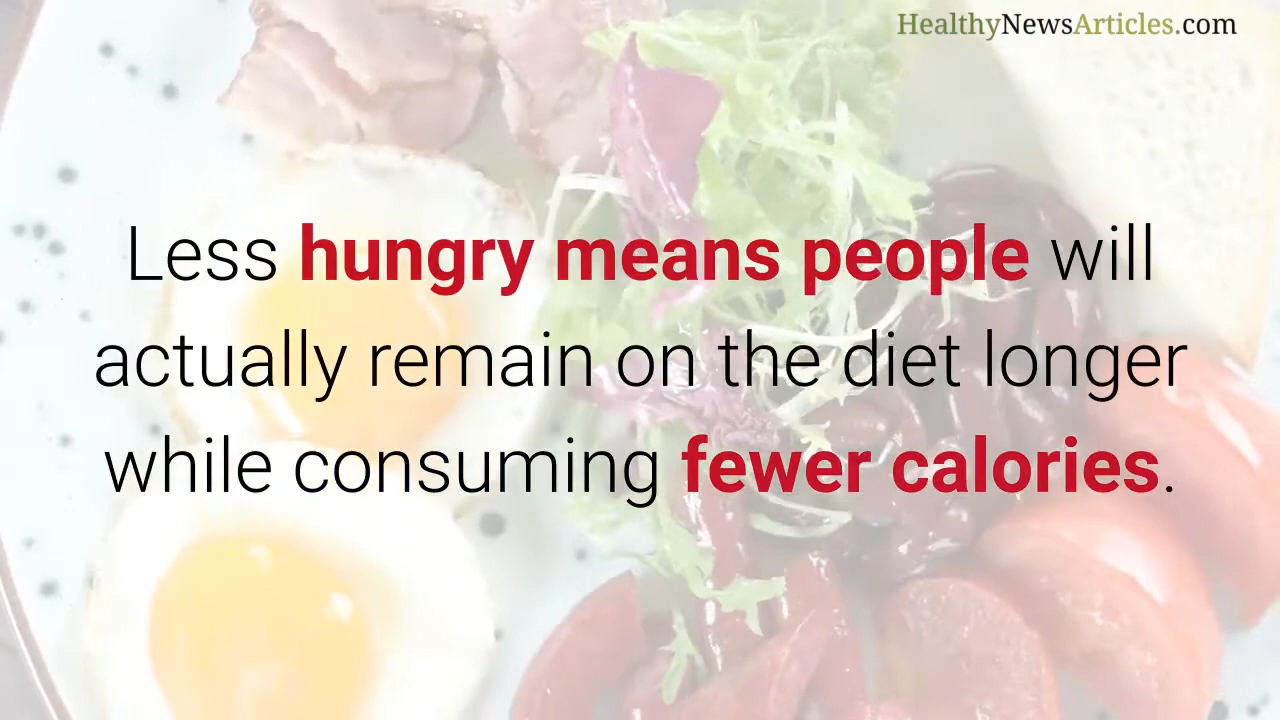 HealthyNewsArticles.com
Less hungry means people will
actually remain on the diet longer
while consuming fewer calories.